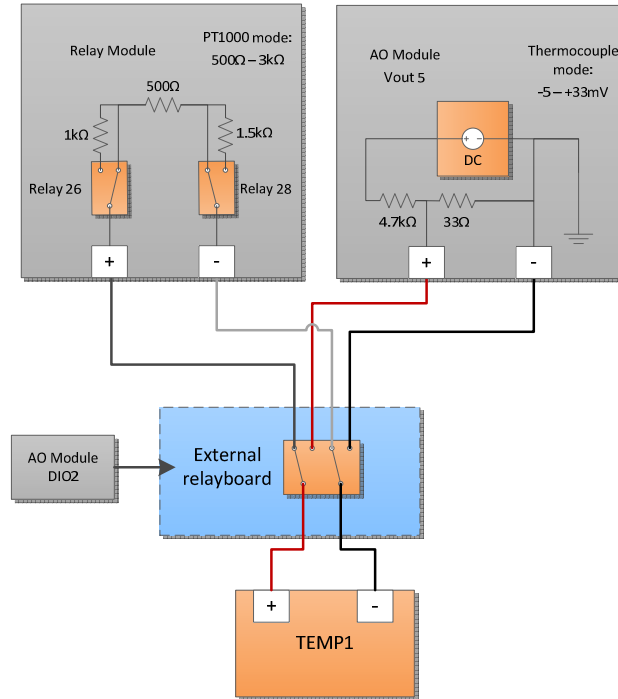 Relay Module
PT1000 mode:
500Ω – 3kΩ
500Ω
1kΩ
1.5kΩ
Relay 26
Relay 28
+
-
AO Module
Vout 5
Thermocouple
mode:
-5 – +33mV
DC
4.7kΩ
33Ω
+
-
AO Module
DIO2
External
relayboard
+
-
TEMP1